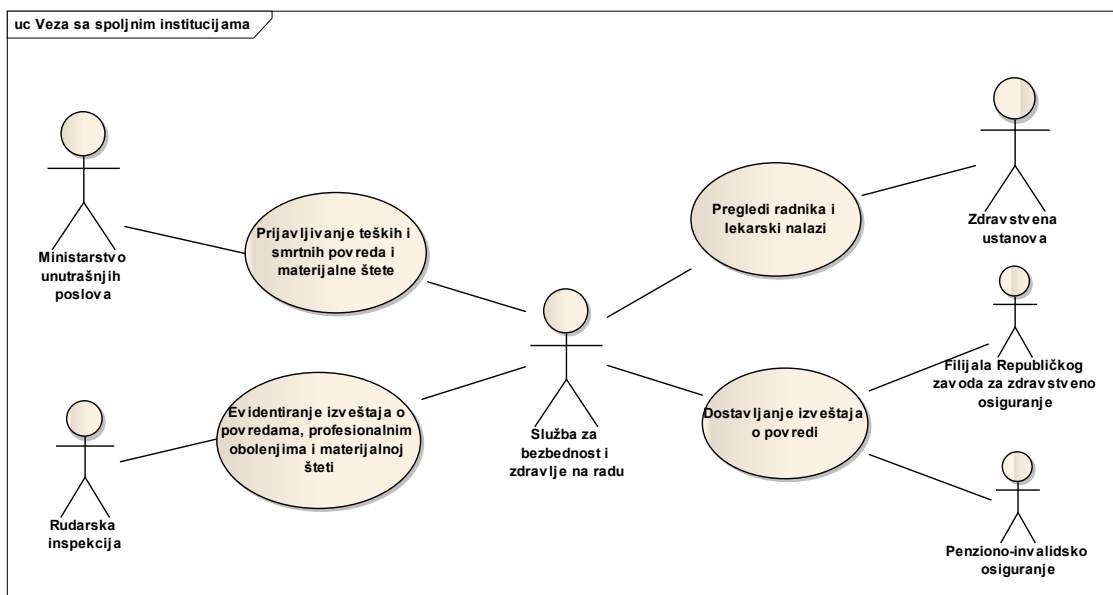 uc Veza sa spoljnim institucijama
Ministarstvo
unutrašnjih
poslova
Prijavljivanje teških i
smrtnih povreda i
materijalne štete
Pregledi radnika i
lekarski nalazi
Zdravstvena
ustanova
Rudarska
inspekcija
Evidentiranje izveštaja o
povredama, profesionalnim
obolenjima i materijalnoj
šteti
Služba za
bezbednost i
zdravlje na radu
Dostavljanje izveštaja
o povredi
Filijala Republičkog
zavoda za zdravstveno
osiguranje
Penziono-invalidsko
osiguranje